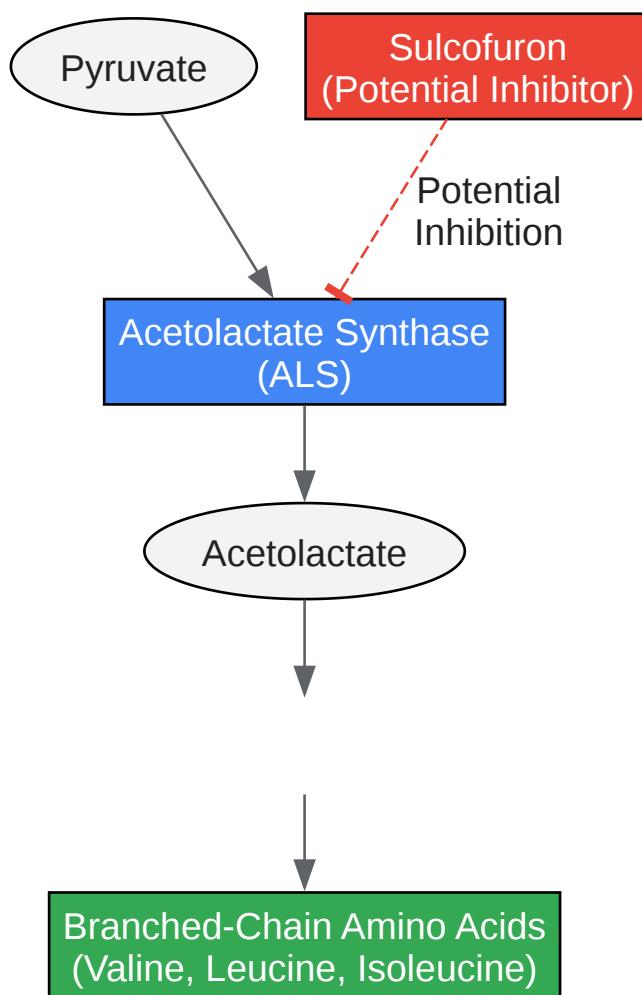 Pyruvate
Sulcofuron
(Potential Inhibitor)
Potential
Inhibition
Acetolactate Synthase
(ALS)
Acetolactate
Branched-Chain Amino Acids
(Valine, Leucine, Isoleucine)